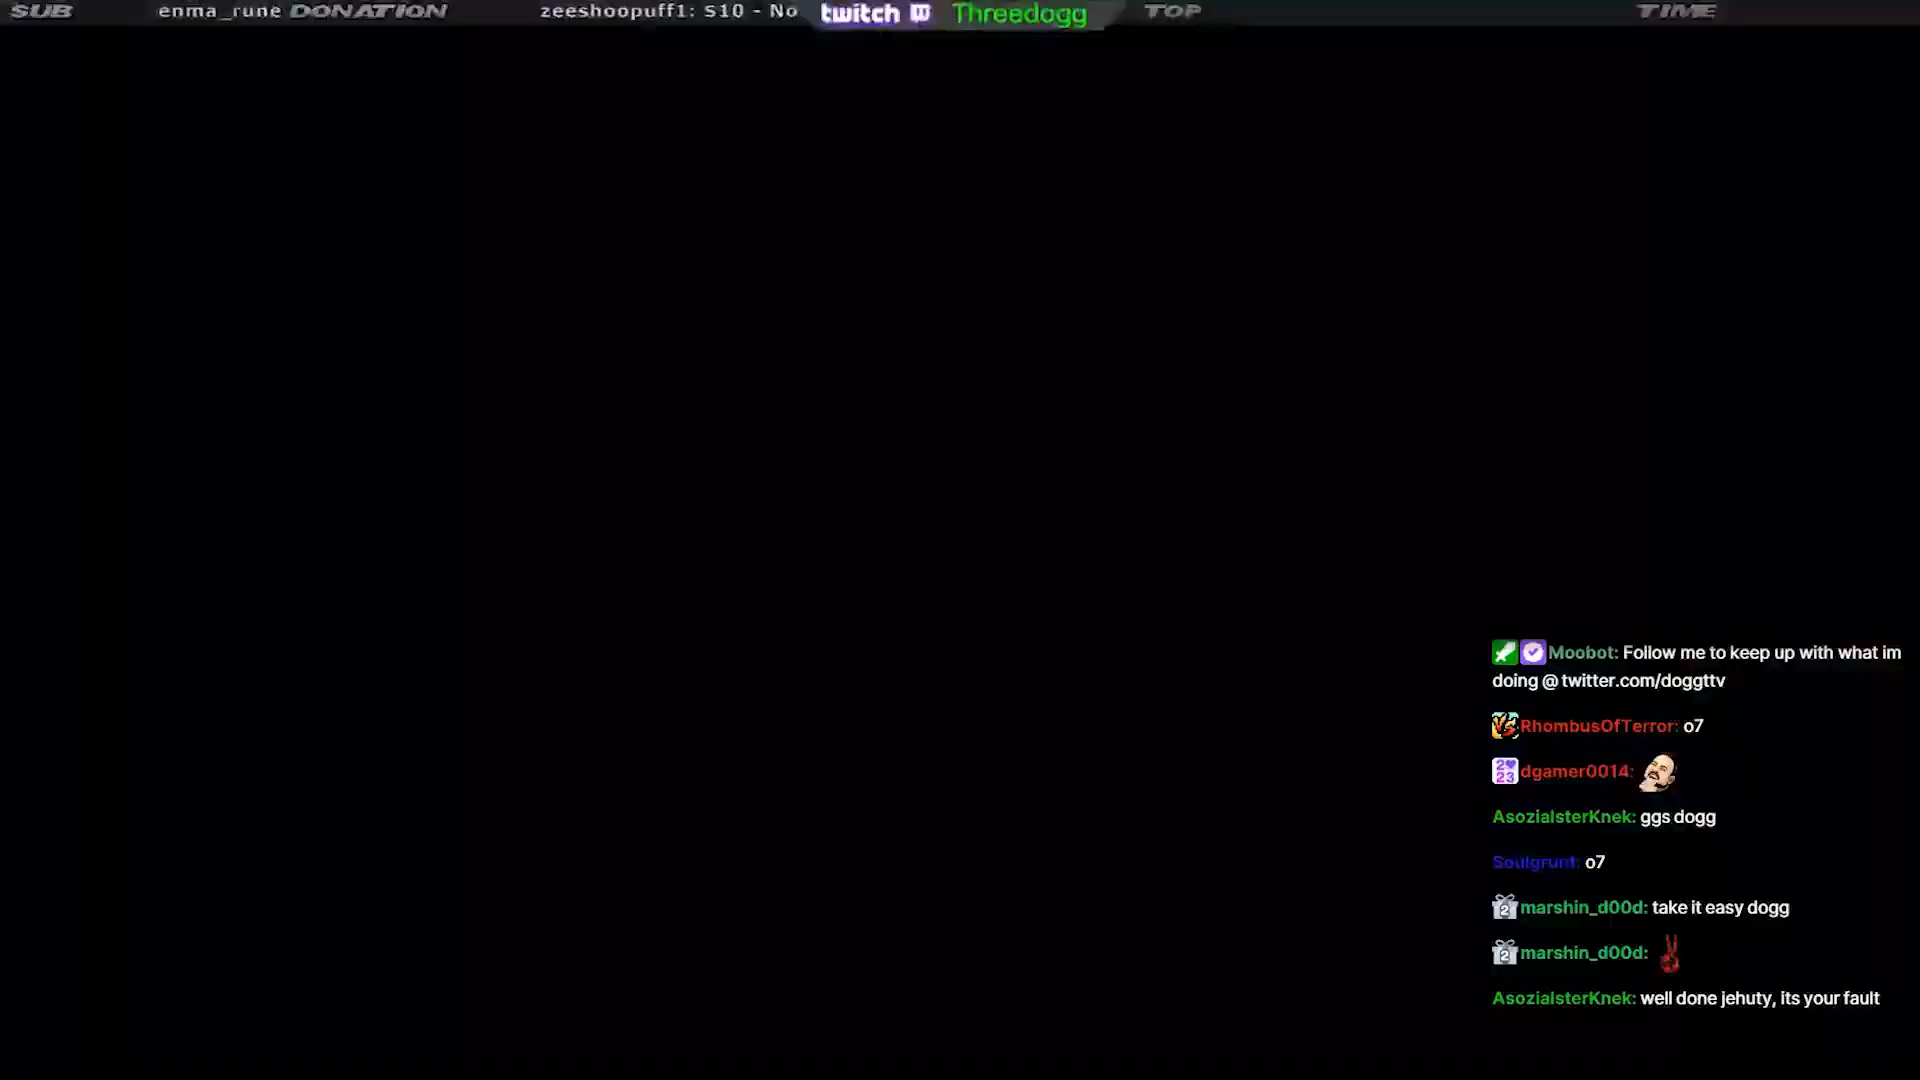 SUB enma_rune DONATION zeeshoopuff1: $10 - No twitch Threedogg TOP TIME
Moobot: Follow me to keep up with what im
doing @ twitter.com/doggttv
RhombusOfTerror: o7
dgamer0014:
AsozialsterKnek: ggs dogg
Soulgrunt: o7
marshin_d00d: take it easy dogg
marshin_d00d:
AsozialsterKnek: well done jehuty, its your fault